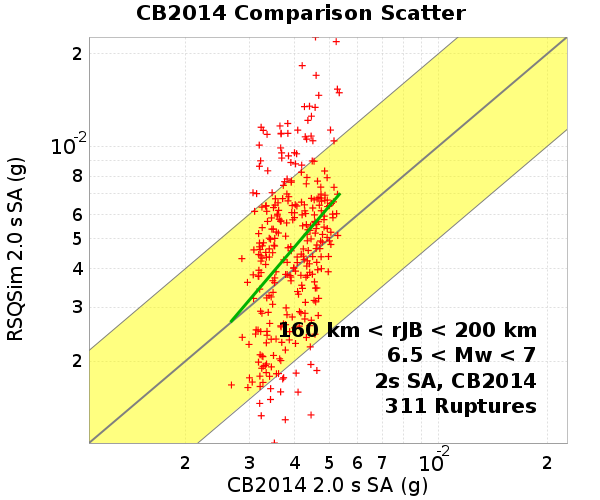 CB2014 Comparison Scatter
RSQSim 2.0 s SA (g)
2
10-2
8
6
5
4
3
2
160 km < rJB < 200 km
6.5 < Mw < 7
2s SA, CB2014
311 Ruptures
2 3 4 5 6 7 10-2 2
CB2014 2.0 s SA (g)